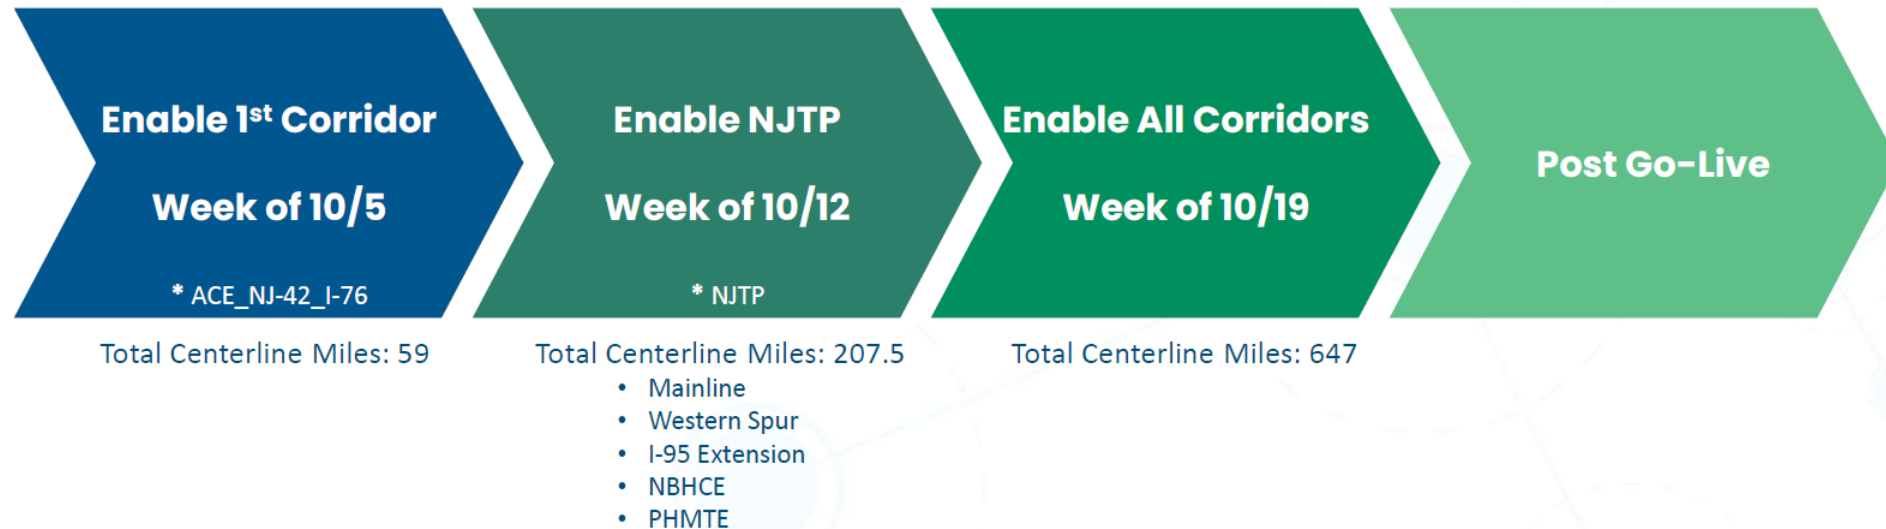 Enable 1st Corridor
Week of 10/5
* ACE_NJ-42_I-76
Total Centerline Miles: 59
Enable NJTP
Week of 10/12
* NJTP
Total Centerline Miles: 207.5
• Mainline
• Western Spur
• I-95 Extension
• NBHCE
• PHMTE
Enable All Corridors
Week of 10/19
Total Centerline Miles: 647
Post Go-Live